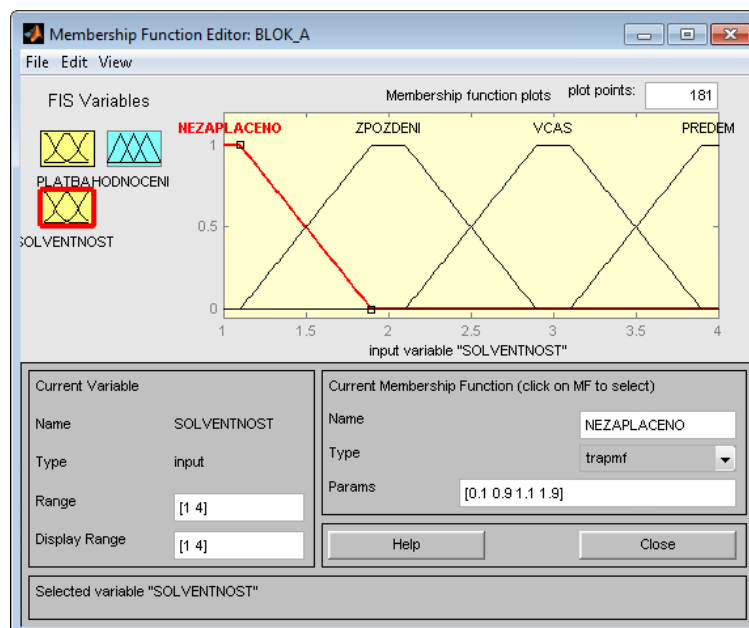 Membership Function Editor: BLOK_A
File Edit View
FIS Variables
Membership function plots plot points: 181
NEZAPLACENO ZPOZDENI VCAS PREDEM
1
0.5
0
PLATBA HODNOCENI
SOLVENTNOST
1 1.5 2 2.5 3 3.5 4
input variable "SOLVENTNOST"
Current Variable
Name SOLVENTNOST
Type input
Range [1 4]
Display Range [1 4]
Current Membership Function (click on MF to select)
Name NEZAPLACENO
Type trapmf
Params [0.1 0.9 1.1 1.9]
Help Close
Selected variable "SOLVENTNOST"